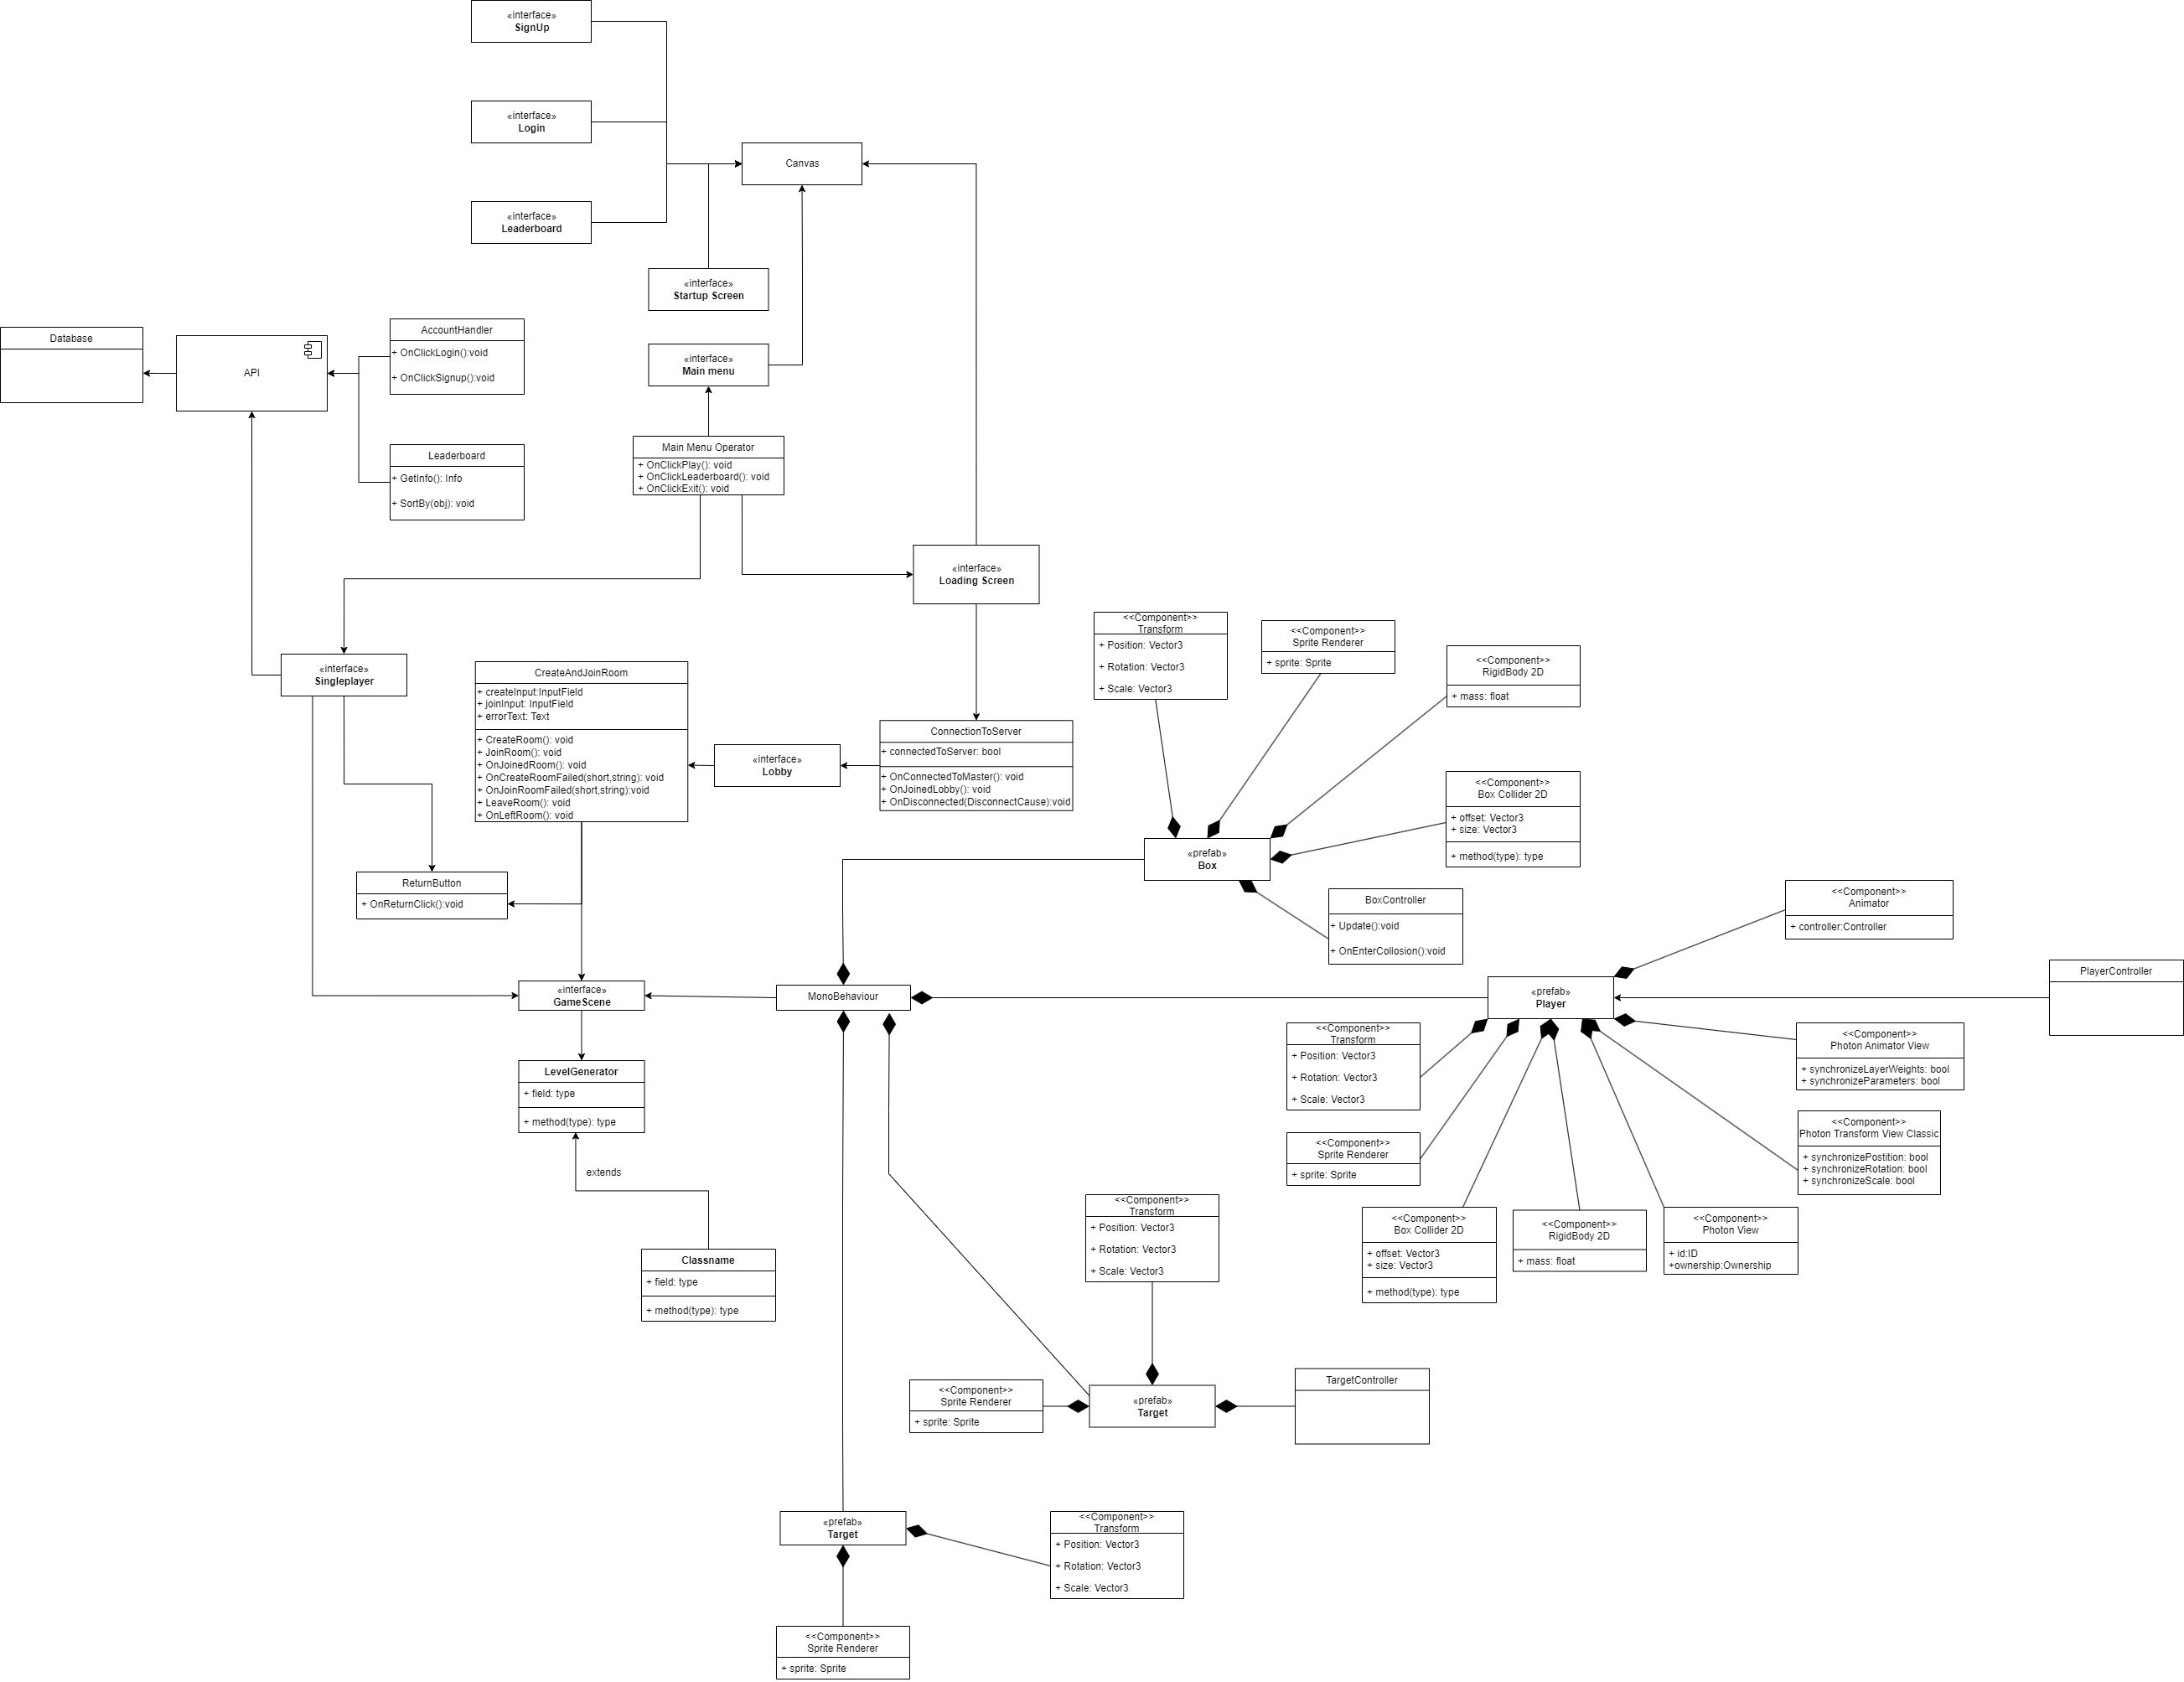 «interface»
SignUp
«interface»
Login
«interface»
Leaderboard
Canvas
«interface»
Startup Screen
«interface»
Main menu
Database
API
AccountHandler
+ OnClickLogin():void
+ OnClickSignup():void
Leaderboard
+ GetInfo(): Info
+ SortBy(obj): void
Main Menu Operator
+ OnClickPlay(): void
+ OnClickLeaderboard(): void
+ OnClickExit(): void
«interface»
Loading Screen
«interface»
Singleplayer
CreateAndJoinRoom
+ createInput:InputField
+ joinInput: InputField
+ errorText: Text
+ CreateRoom(): void
+ JoinRoom(): void
+ OnJoinedRoom(): void
+ OnCreateRoomFailed(short,string): void
+ OnJoinRoomFailed(short,string):void
+ LeaveRoom(): void
+ OnLeftRoom(): void
«interface»
Lobby
ConnectionToServer
+ connectedToServer: bool
+ OnConnectedToMaster(): void
+ OnJoinedLobby(): void
+ OnDisconnected(DisconnectCause):void
<<Component>>
Transform
+ Position: Vector3
+ Rotation: Vector3
+ Scale: Vector3
<<Component>>
Sprite Renderer
+ sprite: Sprite
<<Component>>
RigidBody 2D
+ mass: float
<<Component>>
Box Collider 2D
+ offset: Vector3
+ size: Vector3
+ method(type): type
«prefab»
Box
BoxController
+ Update():void
+ OnEnterCollosion():void
ReturnButton
+ OnReturnClick():void
«interface»
GameScene
MonoBehaviour
LevelGenerator
+ field: type
+ method(type): type
extends
Classname
+ field: type
+ method(type): type
<<Component>>
Animator
+ controller:Controller
«prefab»
Player
PlayerController
<<Component>>
Transform
+ Position: Vector3
+ Rotation: Vector3
+ Scale: Vector3
<<Component>>
Photon Animator View
+ synchronizeLayerWeights: bool
+ synchronizeParameters: bool
<<Component>>
Sprite Renderer
+ sprite: Sprite
<<Component>>
Photon Transform View Classic
+ synchronizePostition: bool
+ synchronizeRotation: bool
+ synchronizeScale: bool
<<Component>>
Box Collider 2D
+ offset: Vector3
+ size: Vector3
+ method(type): type
<<Component>>
RigidBody 2D
+ mass: float
<<Component>>
Photon View
+ id:ID
+ownership:Ownership
<<Component>>
Transform
+ Position: Vector3
+ Rotation: Vector3
+ Scale: Vector3
<<Component>>
Sprite Renderer
+ sprite: Sprite
«prefab»
Target
TargetController
«prefab»
Target
<<Component>>
Transform
+ Position: Vector3
+ Rotation: Vector3
+ Scale: Vector3
<<Component>>
Sprite Renderer
+ sprite: Sprite